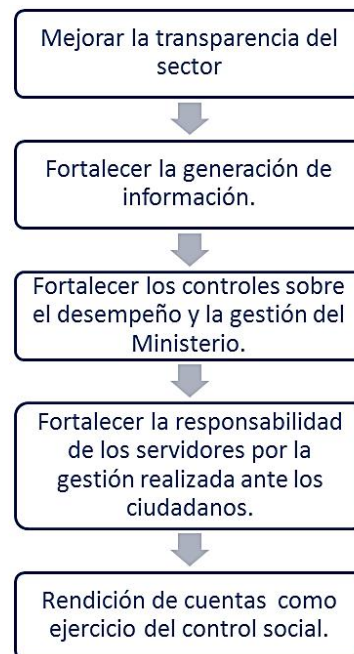 Mejorar la transparencia del
sector
Fortalecer la generación de
información.
Fortalecer los controles sobre
el desempeño y la gestión del
Ministerio.
Fortalecer la responsabilidad
de los servidores por la
gestión realizada ante los
ciudadanos.
Rendición de cuentas como
ejercicio del control social.